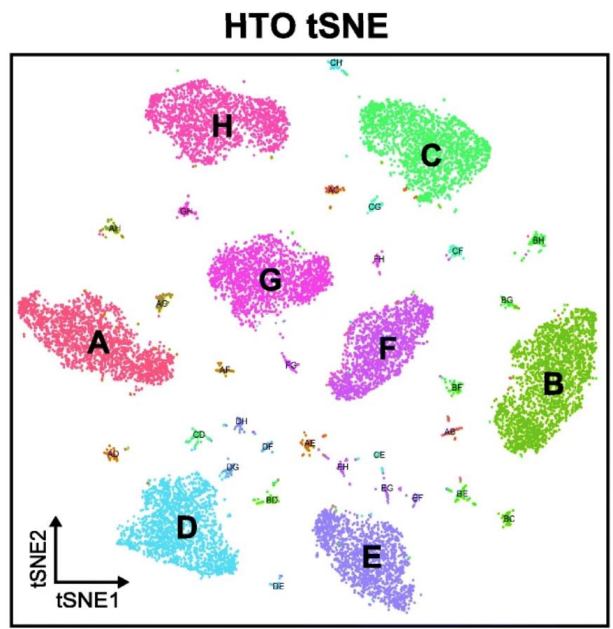 HTO tSNE
CH
H
C
AC
CG
GH
AH
BH
CF
FH
G
AG
BG
A
F
FG
AF
B
BF
DH
CD
AB
DF
AE
AD
CE
DG
EH
EG
EF
BE
BD
BC
D
E
DE
tSNE2
tSNE1